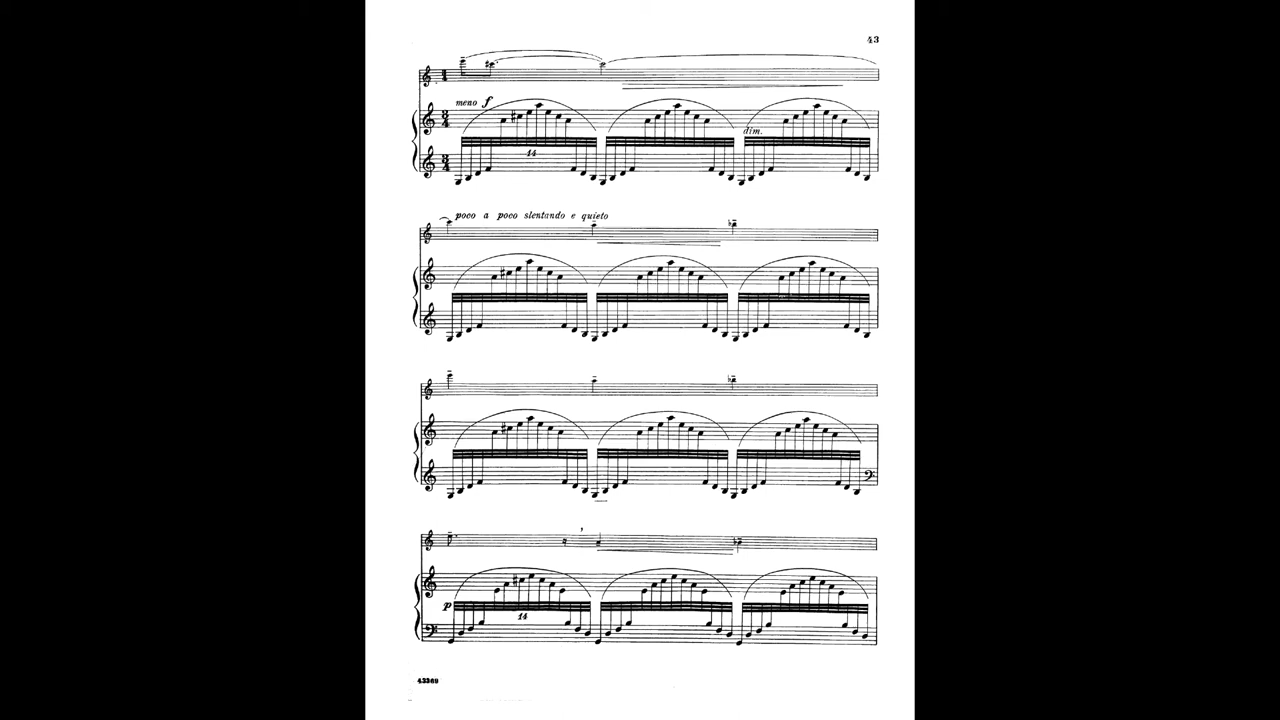 43
meno f
dim.
14
poco a poco slentando e quieto
p
14
43369